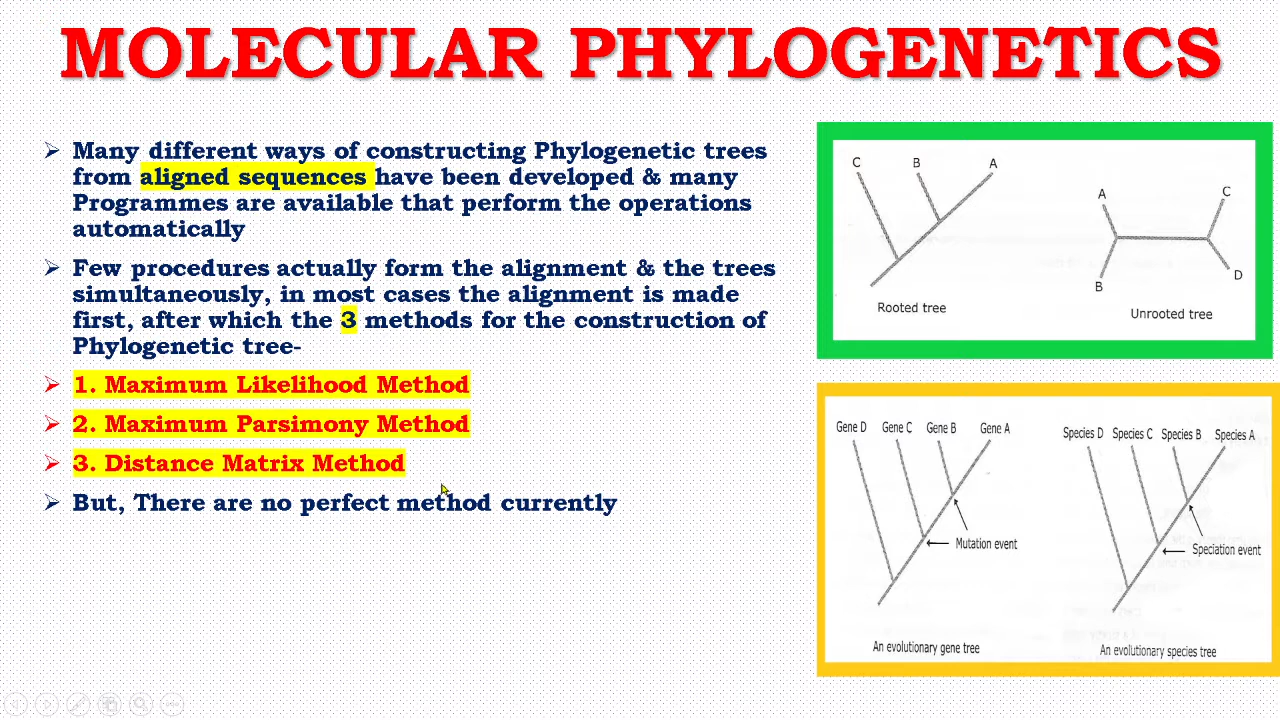 MOLECULAR PHYLOGENETICS
➢ Many different ways of constructing Phylogenetic trees
from aligned sequences have been developed & many
Programmes are available that perform the operations
automatically
➢ Few procedures actually form the alignment & the trees
simultaneously, in most cases the alignment is made
first, after which the 3 methods for the construction of
Phylogenetic tree-
➢ 1. Maximum Likelihood Method
➢ 2. Maximum Parsimony Method
➢ 3. Distance Matrix Method
➢ But, There are no perfect method currently
C B A
Rooted tree
A C
B D
Unrooted tree
Gene D Gene C Gene B Gene A
Mutation event
An evolutionary gene tree
Species D Species C Species B Species A
Speciation event
An evolutionary species tree